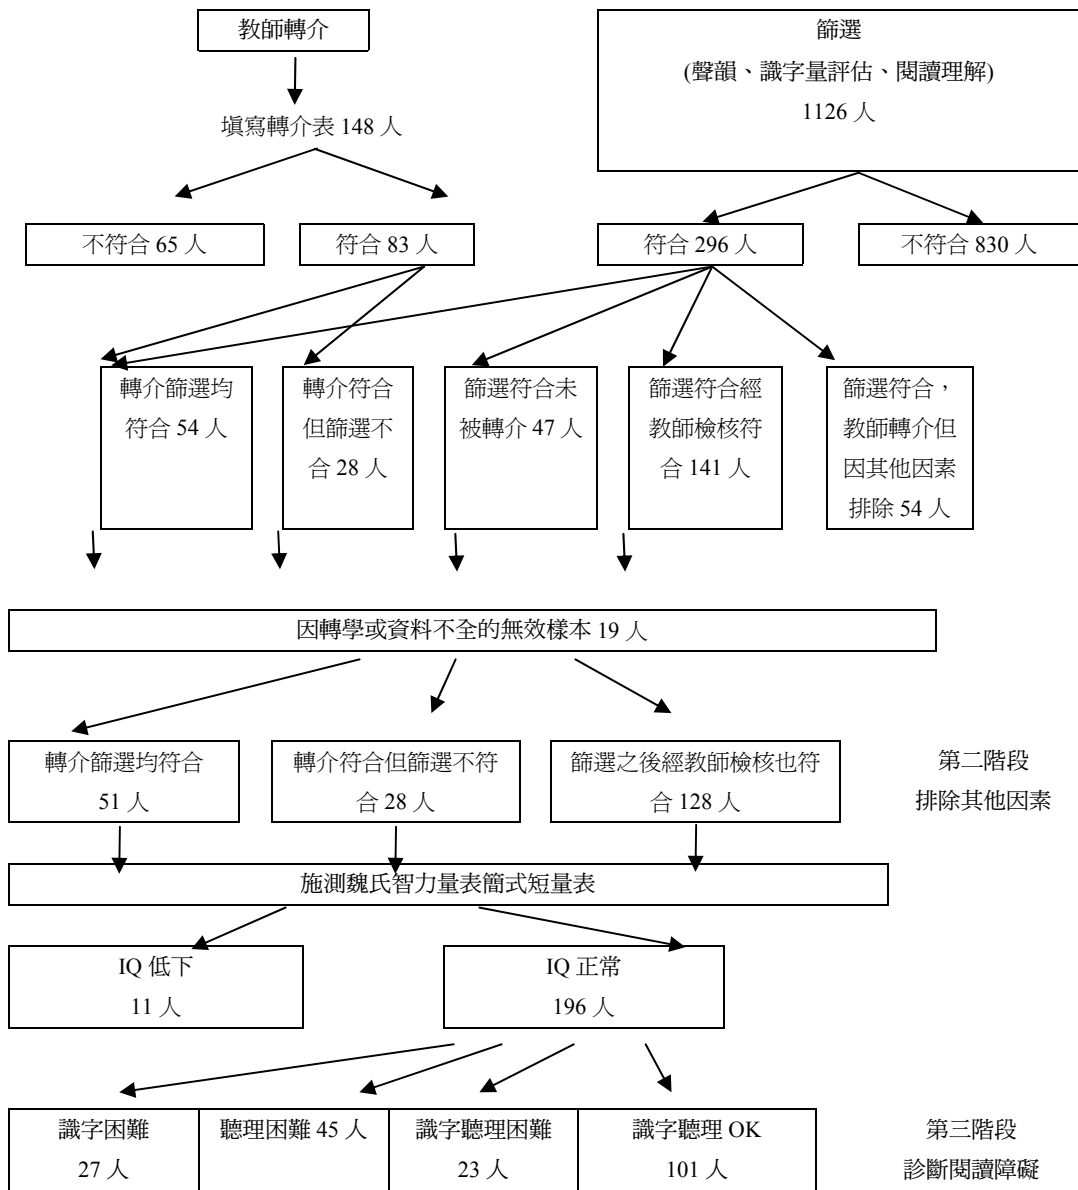 教師轉介
篩選
(聲韻、識字量評估、閱讀理解)
1126 人
填寫轉介表 148 人
不符合 65 人
符合 83 人
符合 296 人
不符合 830 人
轉介篩選均
符合 54 人
轉介符合
但篩選不
合 28 人
篩選符合未
被轉介 47 人
篩選符合經
教師檢核符
合 141 人
篩選符合，
教師轉介但
因其他因素
排除 54 人
因轉學或資料不全的無效樣本 19 人
轉介篩選均符合
51 人
轉介符合但篩選不符
合 28 人
篩選之後經教師檢核也符
合 128 人
第二階段
排除其他因素
施測魏氏智力量表簡式短量表
IQ 低下
11 人
IQ 正常
196 人
識字困難
27 人
聽理困難 45 人
識字聽理困難
23 人
識字聽理 OK
101 人
第三階段
診斷閱讀障礙